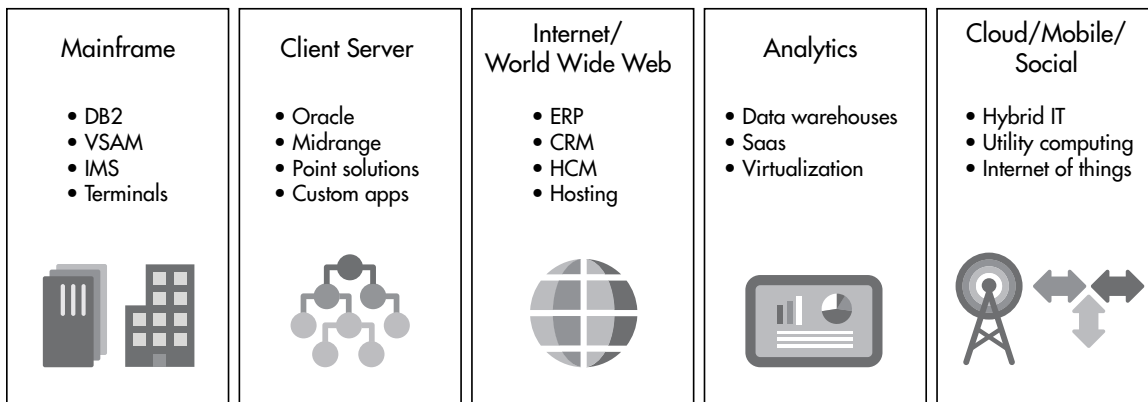 Mainframe
• DB2
• VSAM
• IMS
• Terminals
Client Server
• Oracle
• Midrange
• Point solutions
• Custom apps
Internet/
World Wide Web
• ERP
• CRM
• HCM
• Hosting
Analytics
• Data warehouses
• Saas
• Virtualization
Cloud/Mobile/
Social
• Hybrid IT
• Utility computing
• Internet of things